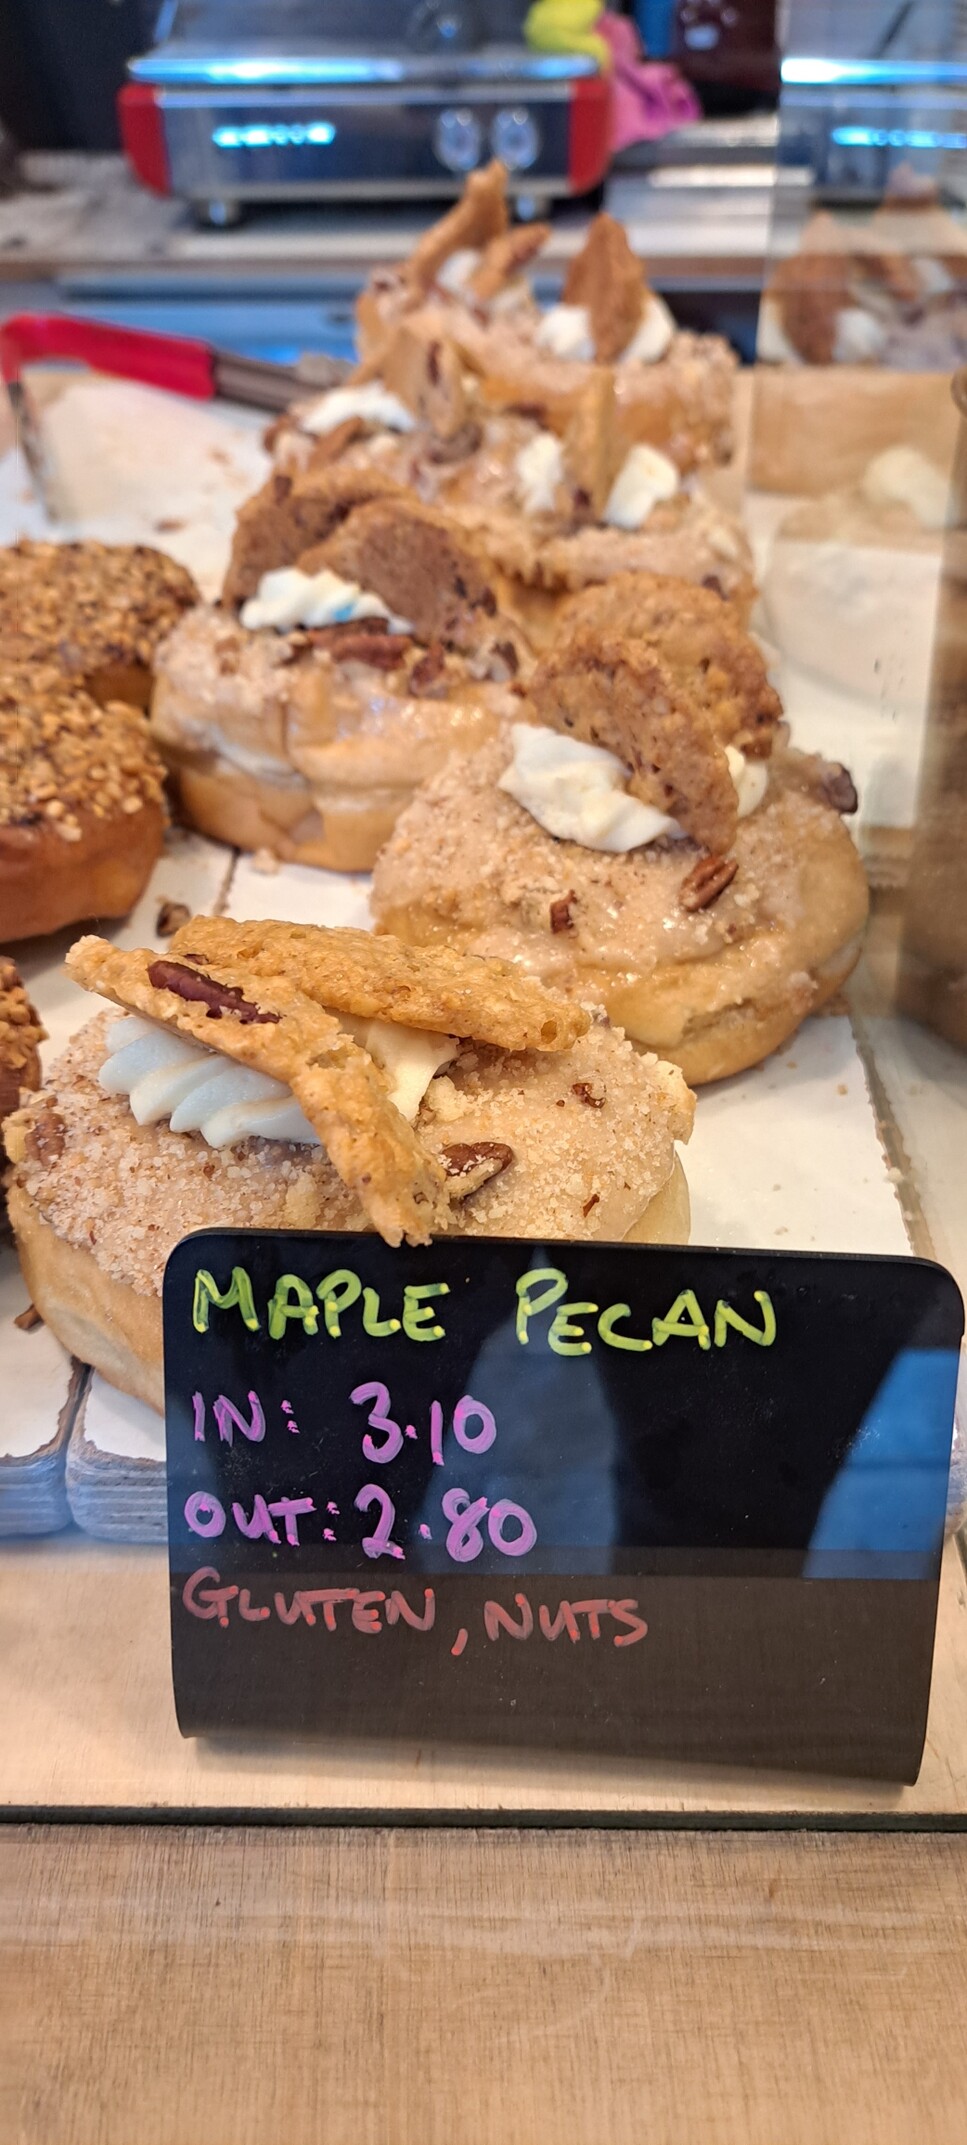 MAPLE PECAN
IN: 3.10
OUT: 2.80
GLUTEN, NUTS